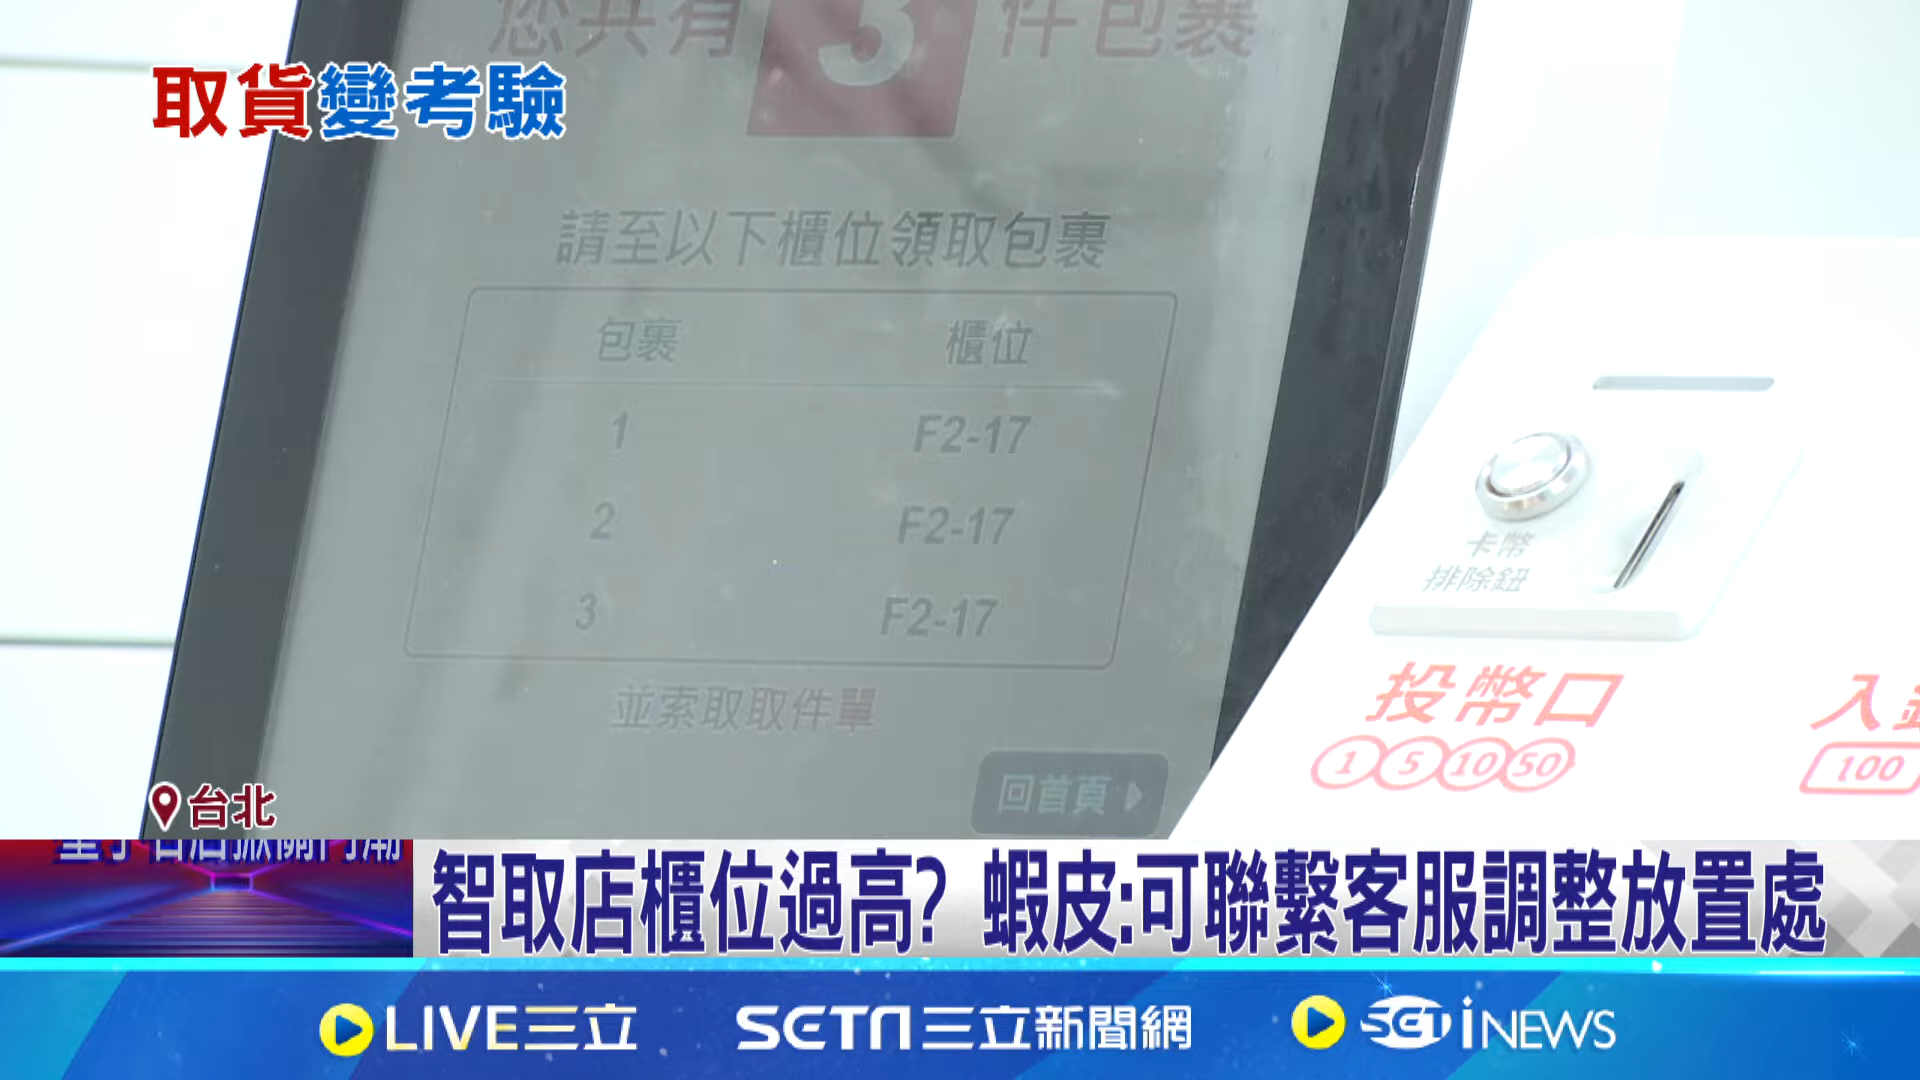 您共有 3 件包裹
取貨變考驗
請至以下櫃位領取包裹
包裹 櫃位
1 F2-17
2 F2-17
3 F2-17
並索取取件單
回首頁
卡幣
排除鈕
投幣口
1 5 10 50
入
100
台北
智取店櫃位過高? 蝦皮:可聯繫客服調整放置處
LIVE三立
SETN三立新聞網
SETiNEWS